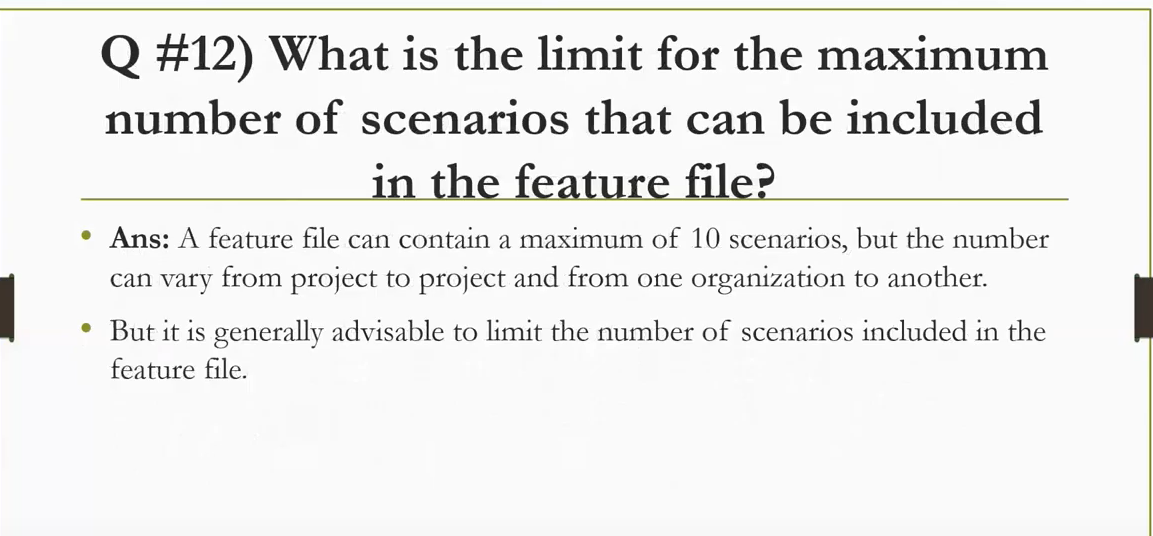 Q #12) What is the limit for the maximum
number of scenarios that can be included
in the feature file?
• Ans: A feature file can contain a maximum of 10 scenarios, but the number
can vary from project to project and from one organization to another.
• But it is generally advisable to limit the number of scenarios included in the
feature file.